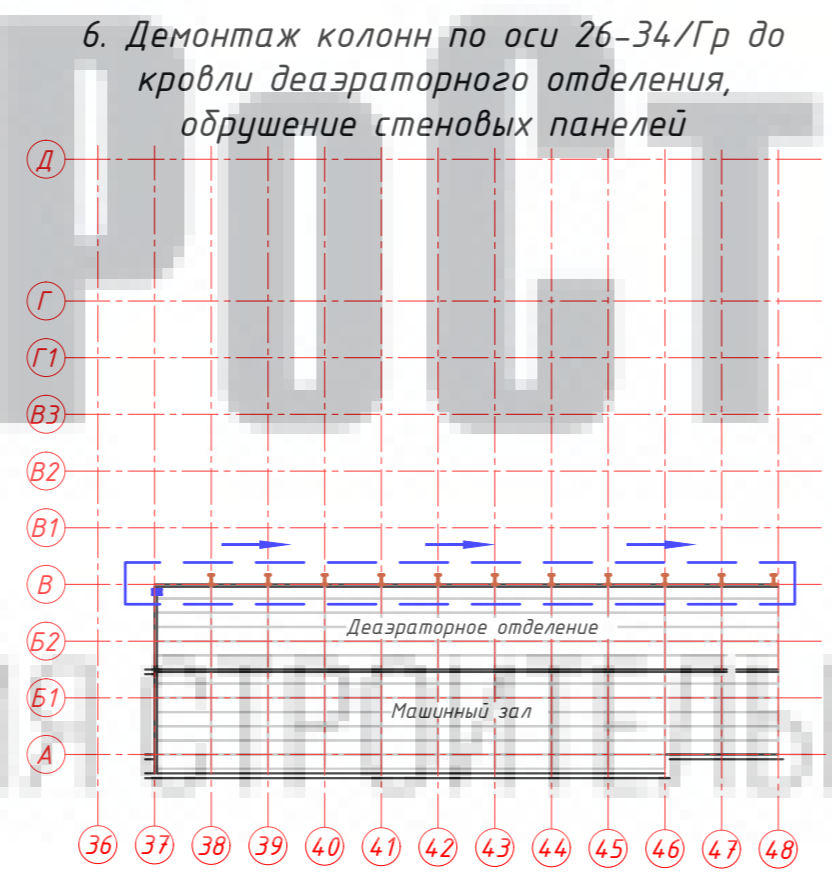 6. Демонтаж колонн по оси 26-34/Гр до
кровли деаэраторного отделения,
обрушение стеновых панелей
Д
Г
Г1
В3
В2
В1
В
Б2
Деаэраторное отделение
Б1
Машинный зал
А
36 37 38 39 40 41 42 43 44 45 46 47 48
РОСТ
СТРОИТЕЛЬ